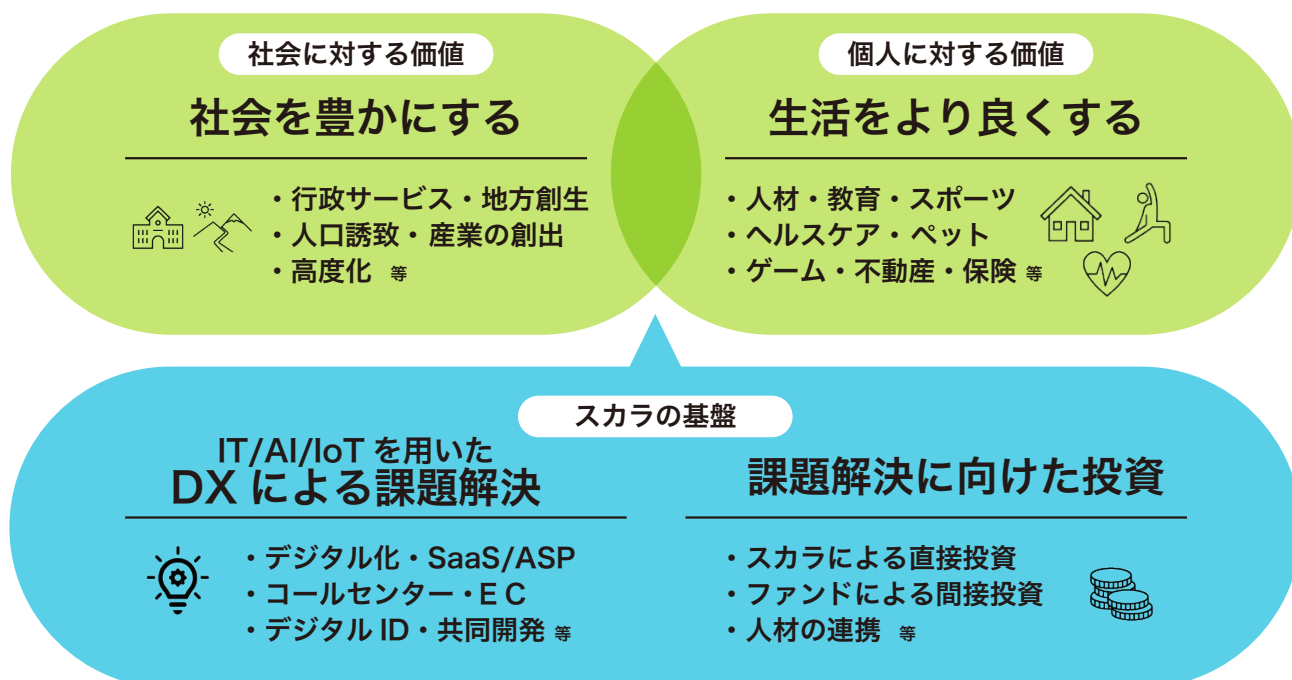 社会に対する価値
社会を豊かにする
・行政サービス・地方創生
・人口誘致・産業の創出
・高度化 等
個人に対する価値
生活をより良くする
・人材・教育・スポーツ
・ヘルスケア・ペット
・ゲーム・不動産・保険 等
スカラの基盤
IT/AI/IoT を用いた
DX による課題解決
・デジタル化・SaaS/ASP
・コールセンター・E C
・デジタル ID・共同開発 等
課題解決に向けた投資
・スカラによる直接投資
・ファンドによる間接投資
・人材の連携 等